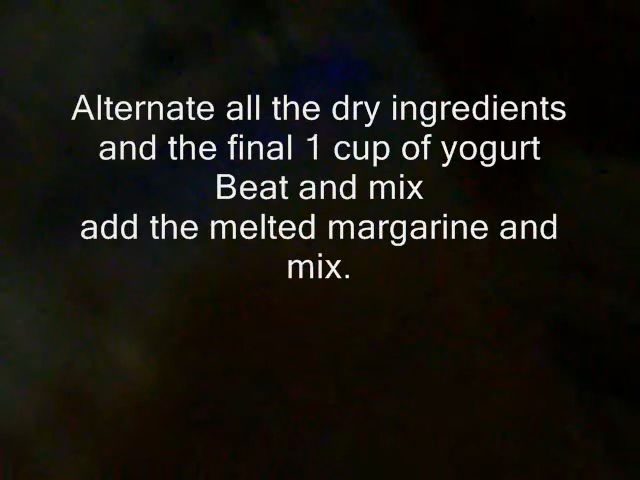 Alternate all the dry ingredients
and the final 1 cup of yogurt
Beat and mix
add the melted margarine and
mix.